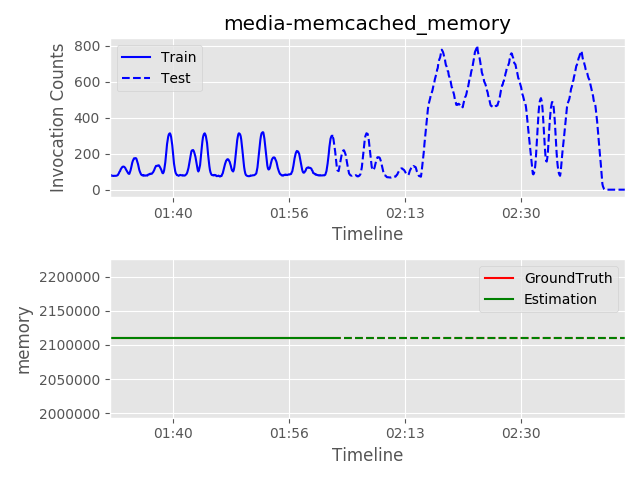 media-memcached_memory
Invocation Counts
800
600
400
200
0
Train
Test
01:40
01:56
02:13
02:30
Timeline
memory
2200000
2150000
2100000
2050000
2000000
GroundTruth
Estimation
01:40
01:56
02:13
02:30
Timeline